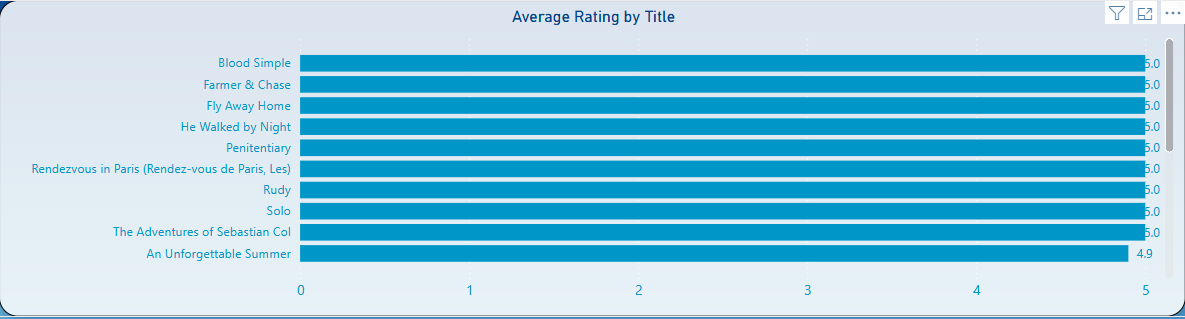 Average Rating by Title
Blood Simple 5.0
Farmer & Chase 5.0
Fly Away Home 5.0
He Walked by Night 5.0
Penitentiary 5.0
Rendezvous in Paris (Rendez-vous de Paris, Les) 5.0
Rudy 5.0
Solo 5.0
The Adventures of Sebastian Col 5.0
An Unforgettable Summer 4.9
0 1 2 3 4 5